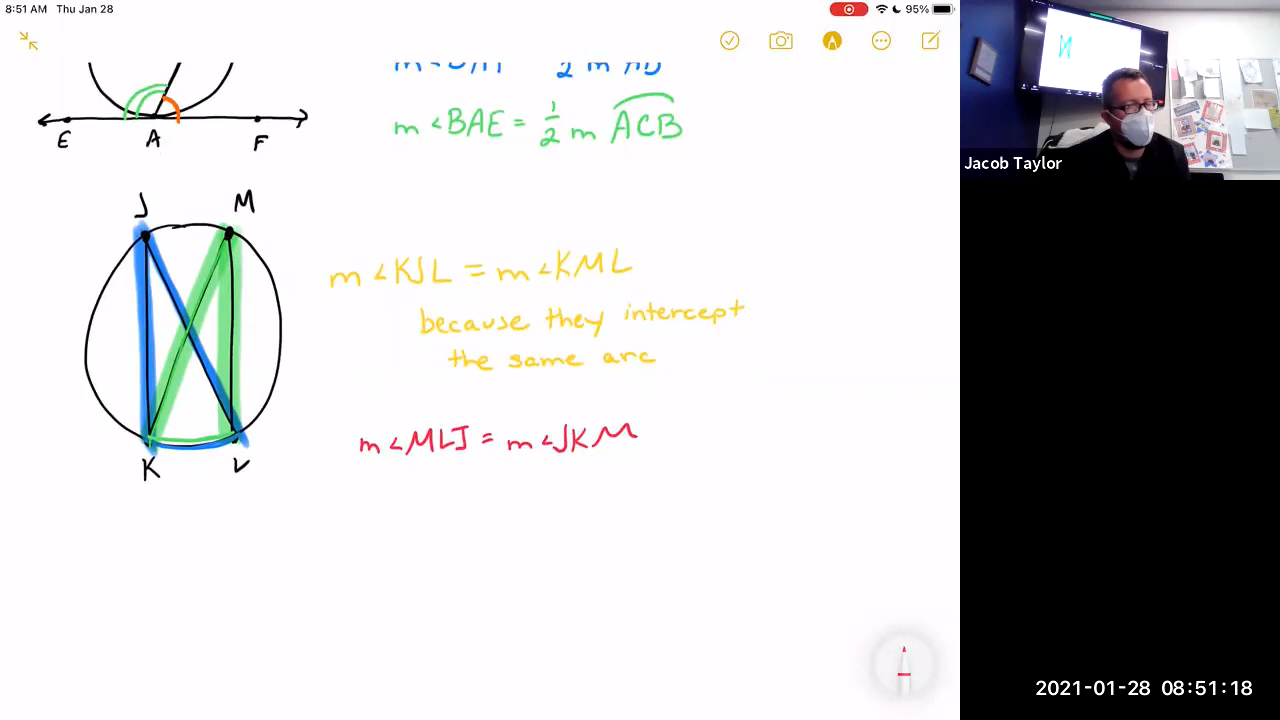 8:51 AM Thu Jan 28
95%
m∠BAE = 1/2 m ACB
E A F
J M
m∠KJL = m∠KML
because they intercept
the same arc
m∠MLJ = m∠JKM
K L
Jacob Taylor
2021-01-28 08:51:18